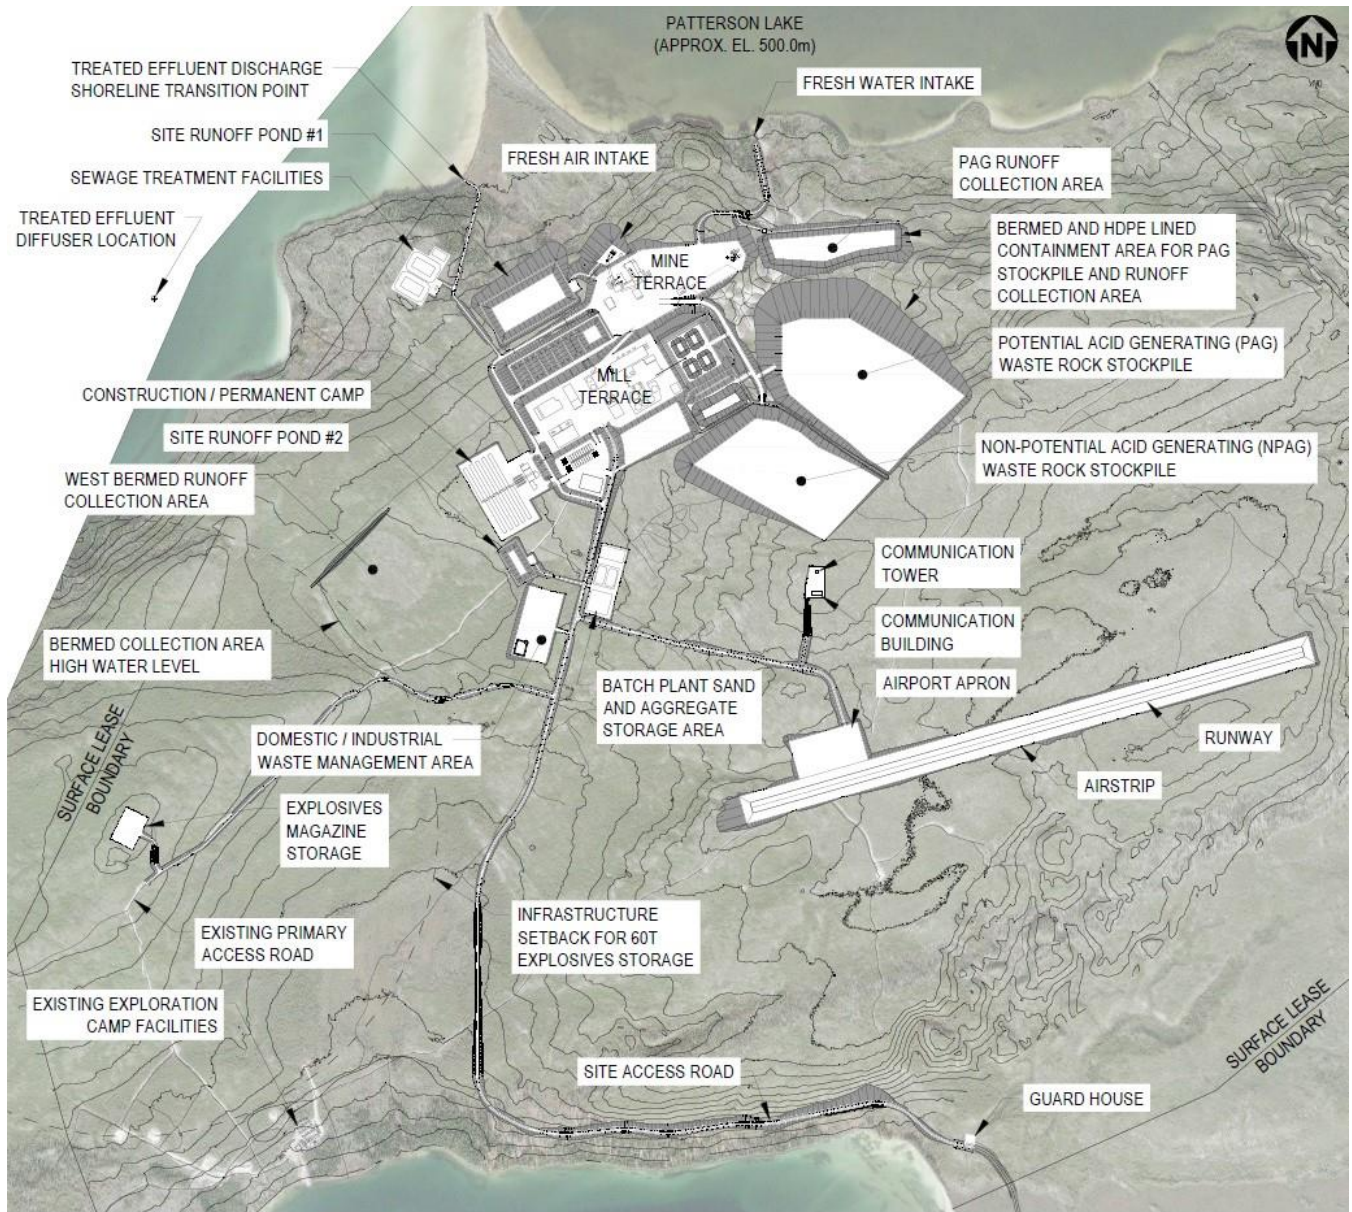 PATTERSON LAKE
(APPROX. EL. 500.0m)
N
TREATED EFFLUENT DISCHARGE
SHORELINE TRANSITION POINT
FRESH WATER INTAKE
SITE RUNOFF POND #1
FRESH AIR INTAKE
PAG RUNOFF
COLLECTION AREA
SEWAGE TREATMENT FACILITIES
TREATED EFFLUENT
DIFFUSER LOCATION
BERMED AND HDPE LINED
CONTAINMENT AREA FOR PAG
STOCKPILE AND RUNOFF
COLLECTION AREA
MINE
TERRACE
POTENTIAL ACID GENERATING (PAG)
WASTE ROCK STOCKPILE
MILL
TERRACE
CONSTRUCTION / PERMANENT CAMP
SITE RUNOFF POND #2
NON-POTENTIAL ACID GENERATING (NPAG)
WASTE ROCK STOCKPILE
WEST BERMED RUNOFF
COLLECTION AREA
COMMUNICATION
TOWER
COMMUNICATION
BUILDING
BERMED COLLECTION AREA
HIGH WATER LEVEL
BATCH PLANT SAND
AND AGGREGATE
STORAGE AREA
AIRPORT APRON
SURFACE LEASE
BOUNDARY
DOMESTIC / INDUSTRIAL
WASTE MANAGEMENT AREA
RUNWAY
AIRSTRIP
EXPLOSIVES
MAGAZINE
STORAGE
INFRASTRUCTURE
SETBACK FOR 60T
EXPLOSIVES STORAGE
EXISTING PRIMARY
ACCESS ROAD
EXISTING EXPLORATION
CAMP FACILITIES
SURFACE LEASE
BOUNDARY
SITE ACCESS ROAD
GUARD HOUSE